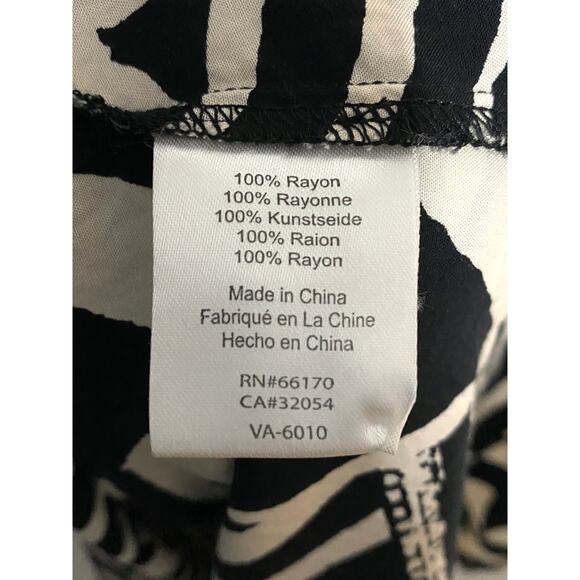 100% Rayon
100% Rayonne
100% Kunstseide
100% Raion
100% Rayon
Made in China
Fabriqué en La Chine
Hecho en China
RN#66170
CA#32054
VA-6010